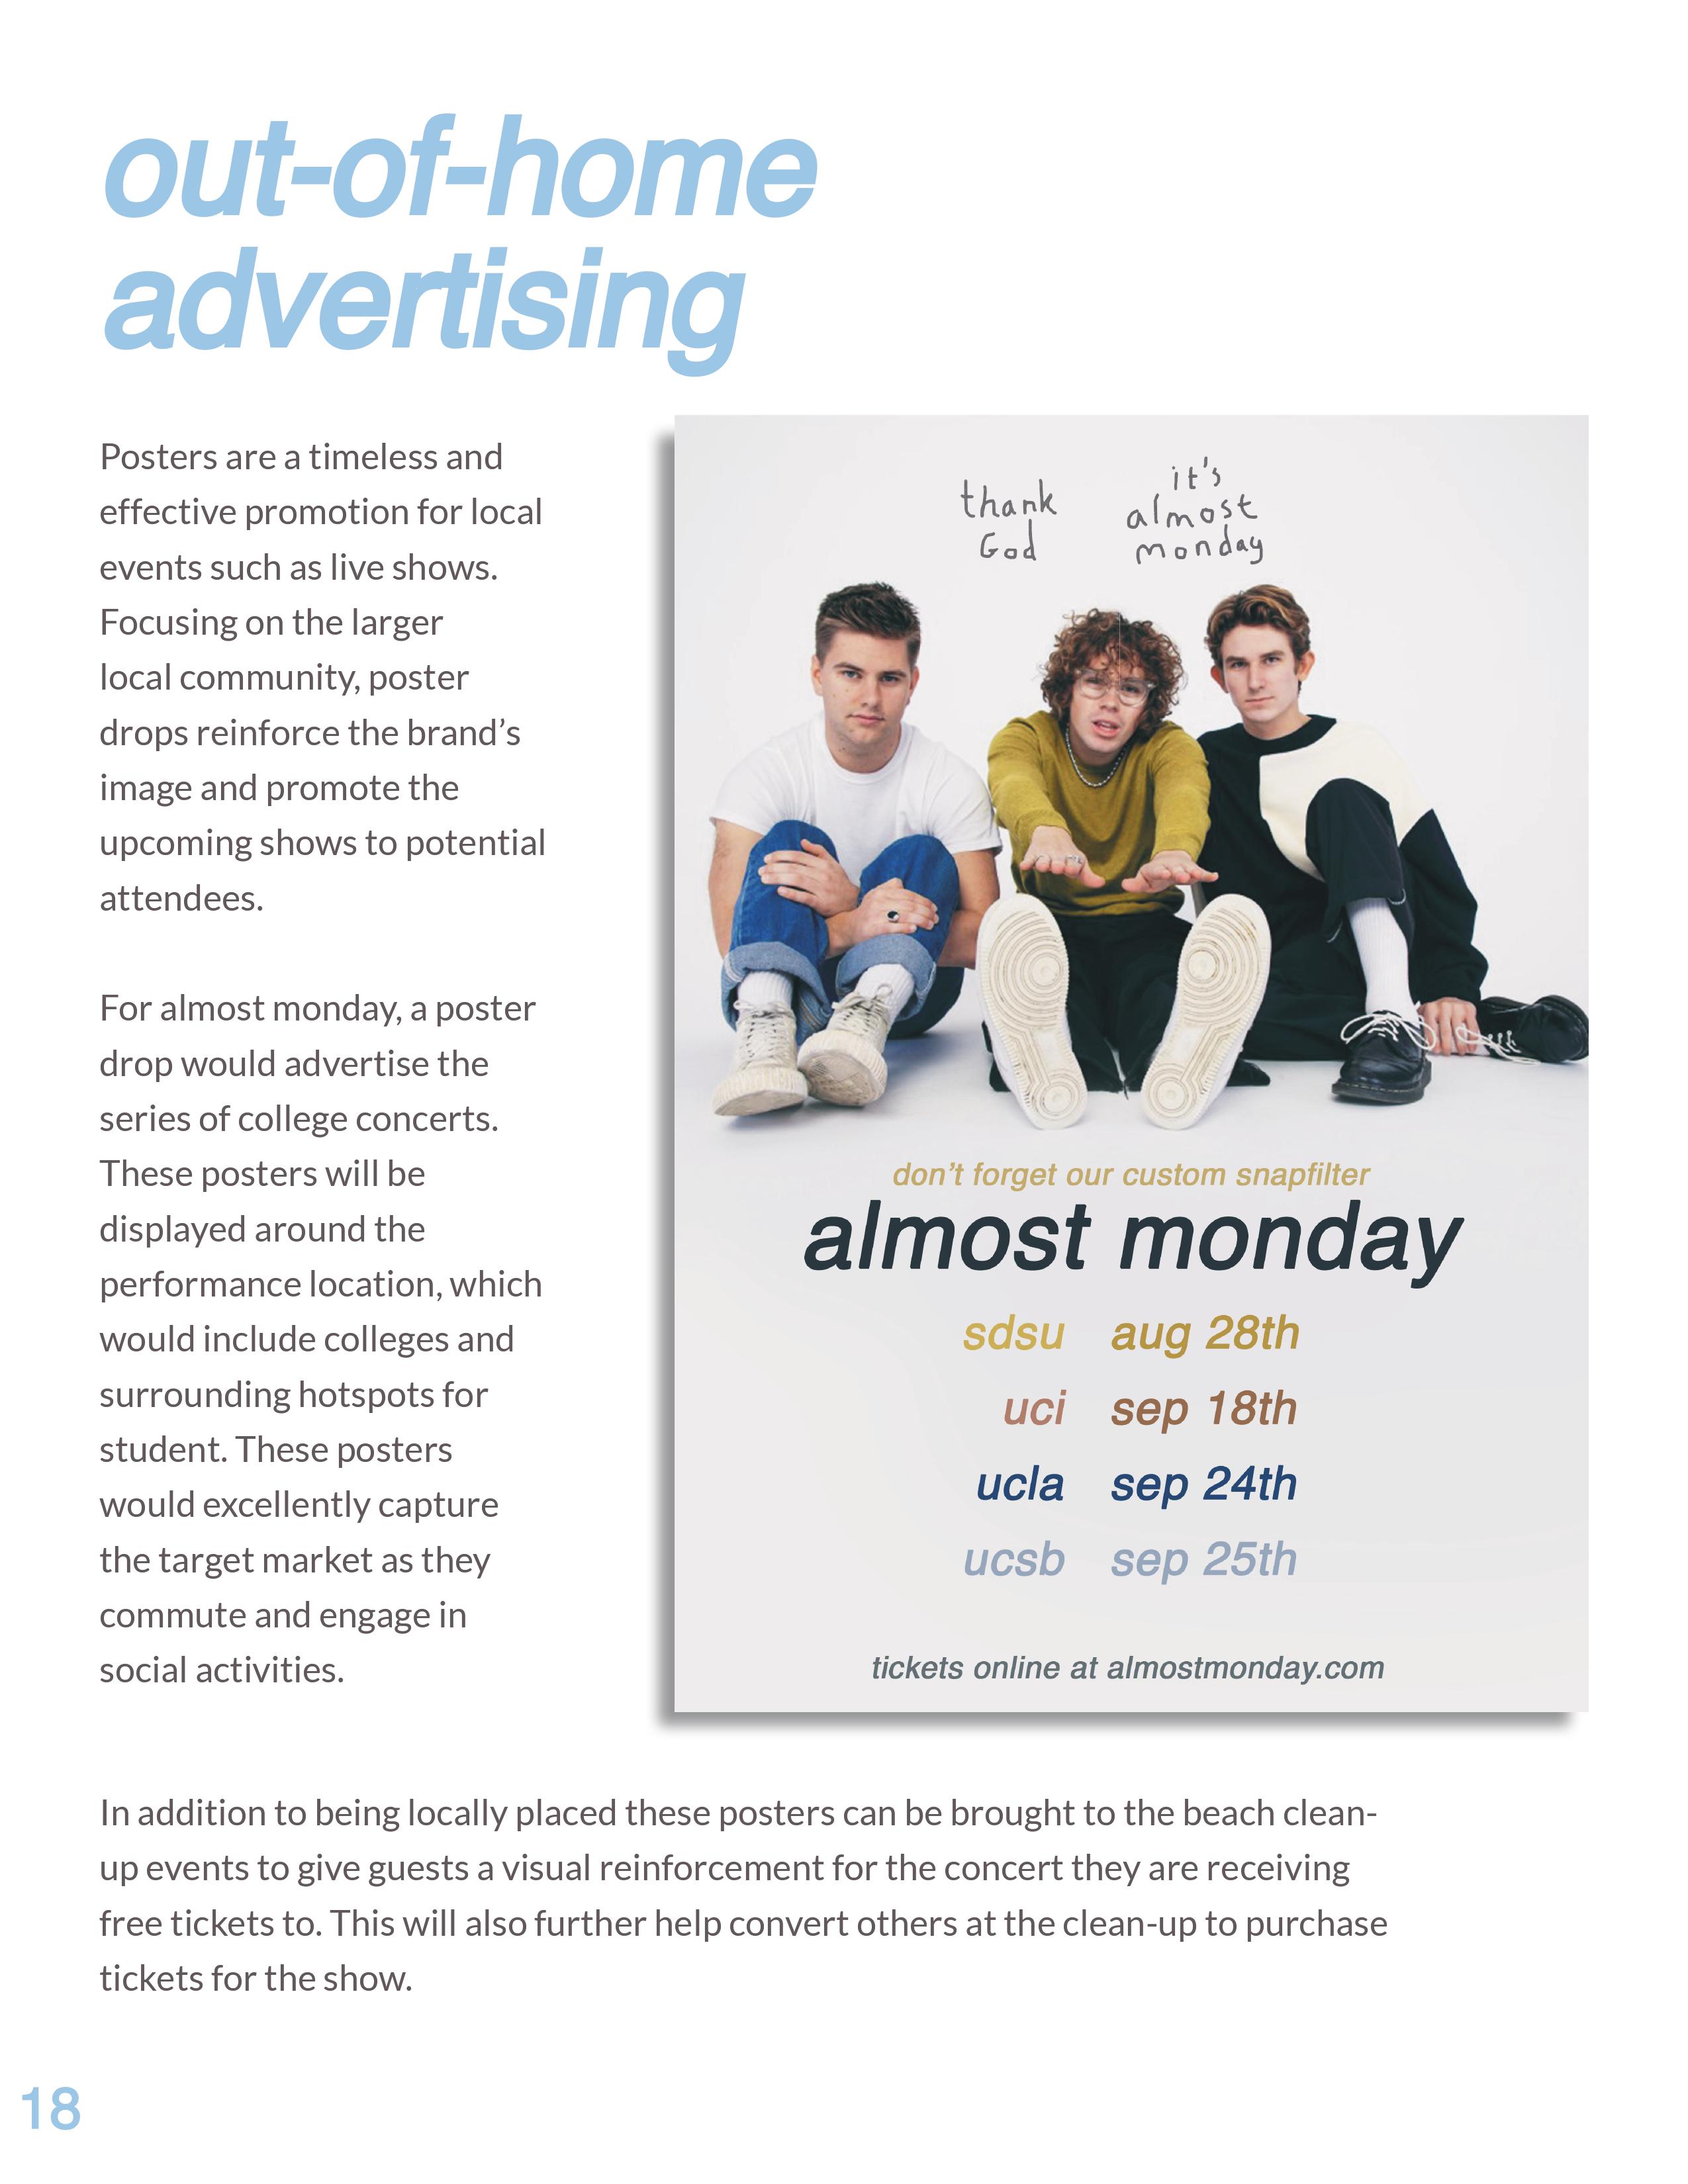 out-of-home
advertising
Posters are a timeless and
effective promotion for local
events such as live shows.
Focusing on the larger
local community, poster
drops reinforce the brand’s
image and promote the
upcoming shows to potential
attendees.
For almost monday, a poster
drop would advertise the
series of college concerts.
These posters will be
displayed around the
performance location, which
would include colleges and
surrounding hotspots for
student. These posters
would excellently capture
the target market as they
commute and engage in
social activities.
thank
God
it's
almost
monday
don’t forget our custom snapfilter
almost monday
sdsu aug 28th
uci sep 18th
ucla sep 24th
ucsb sep 25th
tickets online at almostmonday.com
In addition to being locally placed these posters can be brought to the beach clean-
up events to give guests a visual reinforcement for the concert they are receiving
free tickets to. This will also further help convert others at the clean-up to purchase
tickets for the show.
18